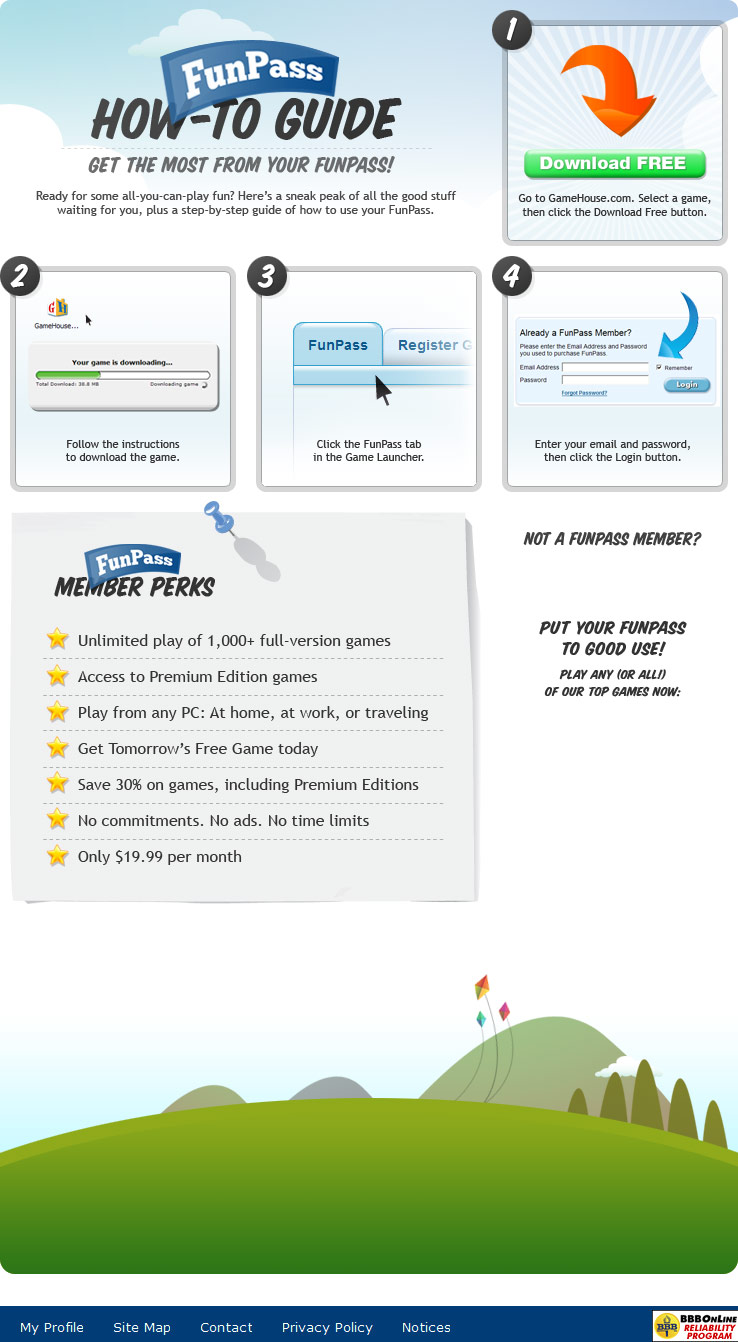 FunPass
HOW-TO GUIDE
GET THE MOST FROM YOUR FUNPASS!
Ready for some all-you-can-play fun? Here's a sneak peak of all the good stuff
waiting for you, plus a step-by-step guide of how to use your FunPass.
1
Download FREE
Go to GameHouse.com. Select a game,
then click the Download Free button.
2
GH
GameHouse...
Your game is downloading...
Total Download: 38.8 MB Downloading game
Follow the instructions
to download the game.
3
FunPass Register G
Click the FunPass tab
in the Game Launcher.
4
Already a FunPass Member?
Please enter the Email Address and Password
you used to purchase FunPass.
Email Address Remember
Password Login
Forgot Password?
Enter your email and password,
then click the Login button.
FunPass
MEMBER PERKS
Unlimited play of 1,000+ full-version games
Access to Premium Edition games
Play from any PC: At home, at work, or traveling
Get Tomorrow's Free Game today
Save 30% on games, including Premium Editions
No commitments. No ads. No time limits
Only $19.99 per month
NOT A FUNPASS MEMBER?
PUT YOUR FUNPASS
TO GOOD USE!
PLAY ANY (OR ALL!)
OF OUR TOP GAMES NOW:
My Profile Site Map Contact Privacy Policy Notices
BBB
BBBONLINE
RELIABILITY
PROGRAM